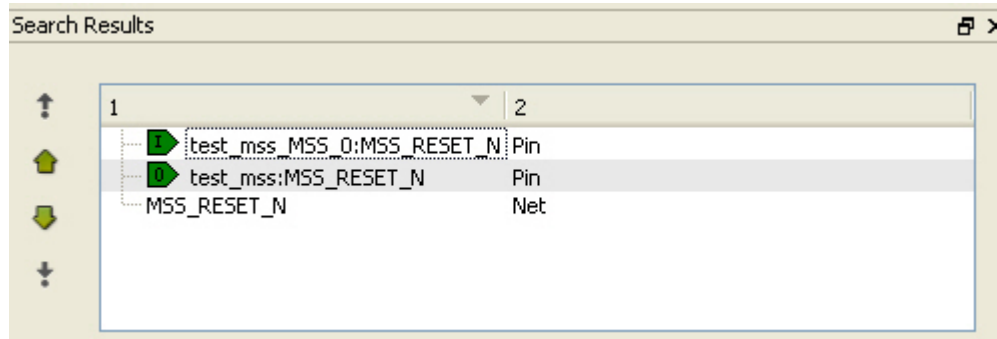 Search Results
1 2
I test_mss_MSS_0:MSS_RESET_N Pin
O test_mss:MSS_RESET_N Pin
MSS_RESET_N Net